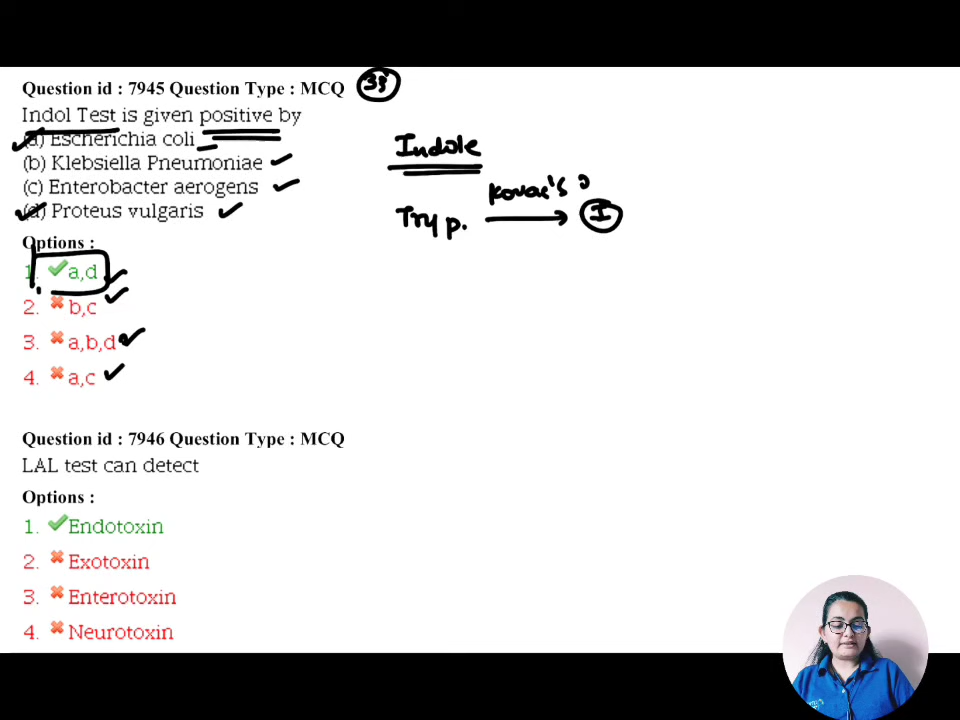 Question id : 7945 Question Type : MCQ
Indol Test is given positive by
(a) Escherichia coli
(b) Klebsiella Pneumoniae
(c) Enterobacter aerogens
(d) Proteus vulgaris
Options :
1. a,d
2. b,c
3. a,b,d
4. a,c
Indole
Kovac's
Tryp. I
Question id : 7946 Question Type : MCQ
LAL test can detect
Options :
1. Endotoxin
2. Exotoxin
3. Enterotoxin
4. Neurotoxin